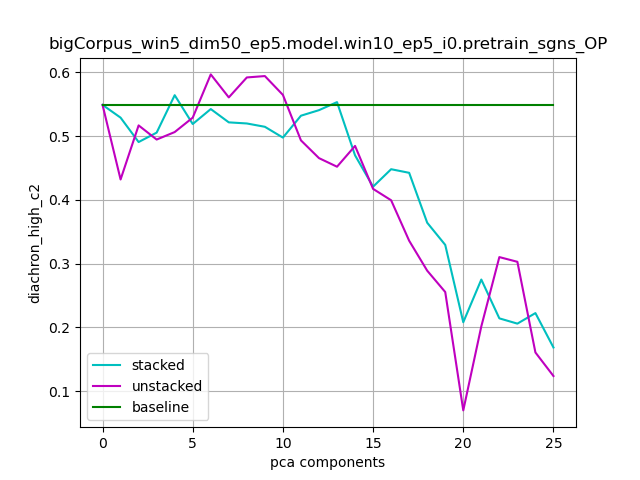 bigCorpus_win5_dim50_ep5.model.win10_ep5_i0.pretrain_sgns_OP
0.6
0.5
0.4
0.3
0.2
0.1
diachron_high_c2
stacked
unstacked
baseline
0 5 10 15 20 25
pca components